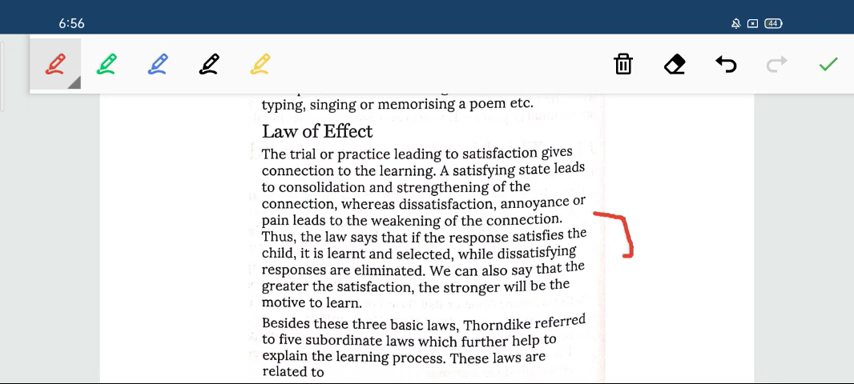 6:56
44
typing, singing or memorising a poem etc.
Law of Effect
The trial or practice leading to satisfaction gives
connection to the learning. A satisfying state leads
to consolidation and strengthening of the
connection, whereas dissatisfaction, annoyance or
pain leads to the weakening of the connection.
Thus, the law says that if the response satisfies the
child, it is learnt and selected, while dissatisfying
responses are eliminated. We can also say that the
greater the satisfaction, the stronger will be the
motive to learn.
Besides these three basic laws, Thorndike referred
to five subordinate laws which further help to
explain the learning process. These laws are
related to